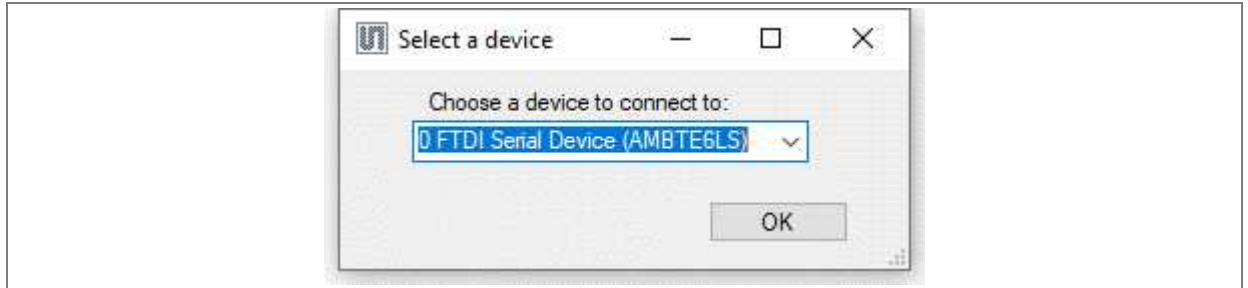 Select a device
Choose a device to connect to:
0 FTDI Serial Device (AMBTE6LS)
OK